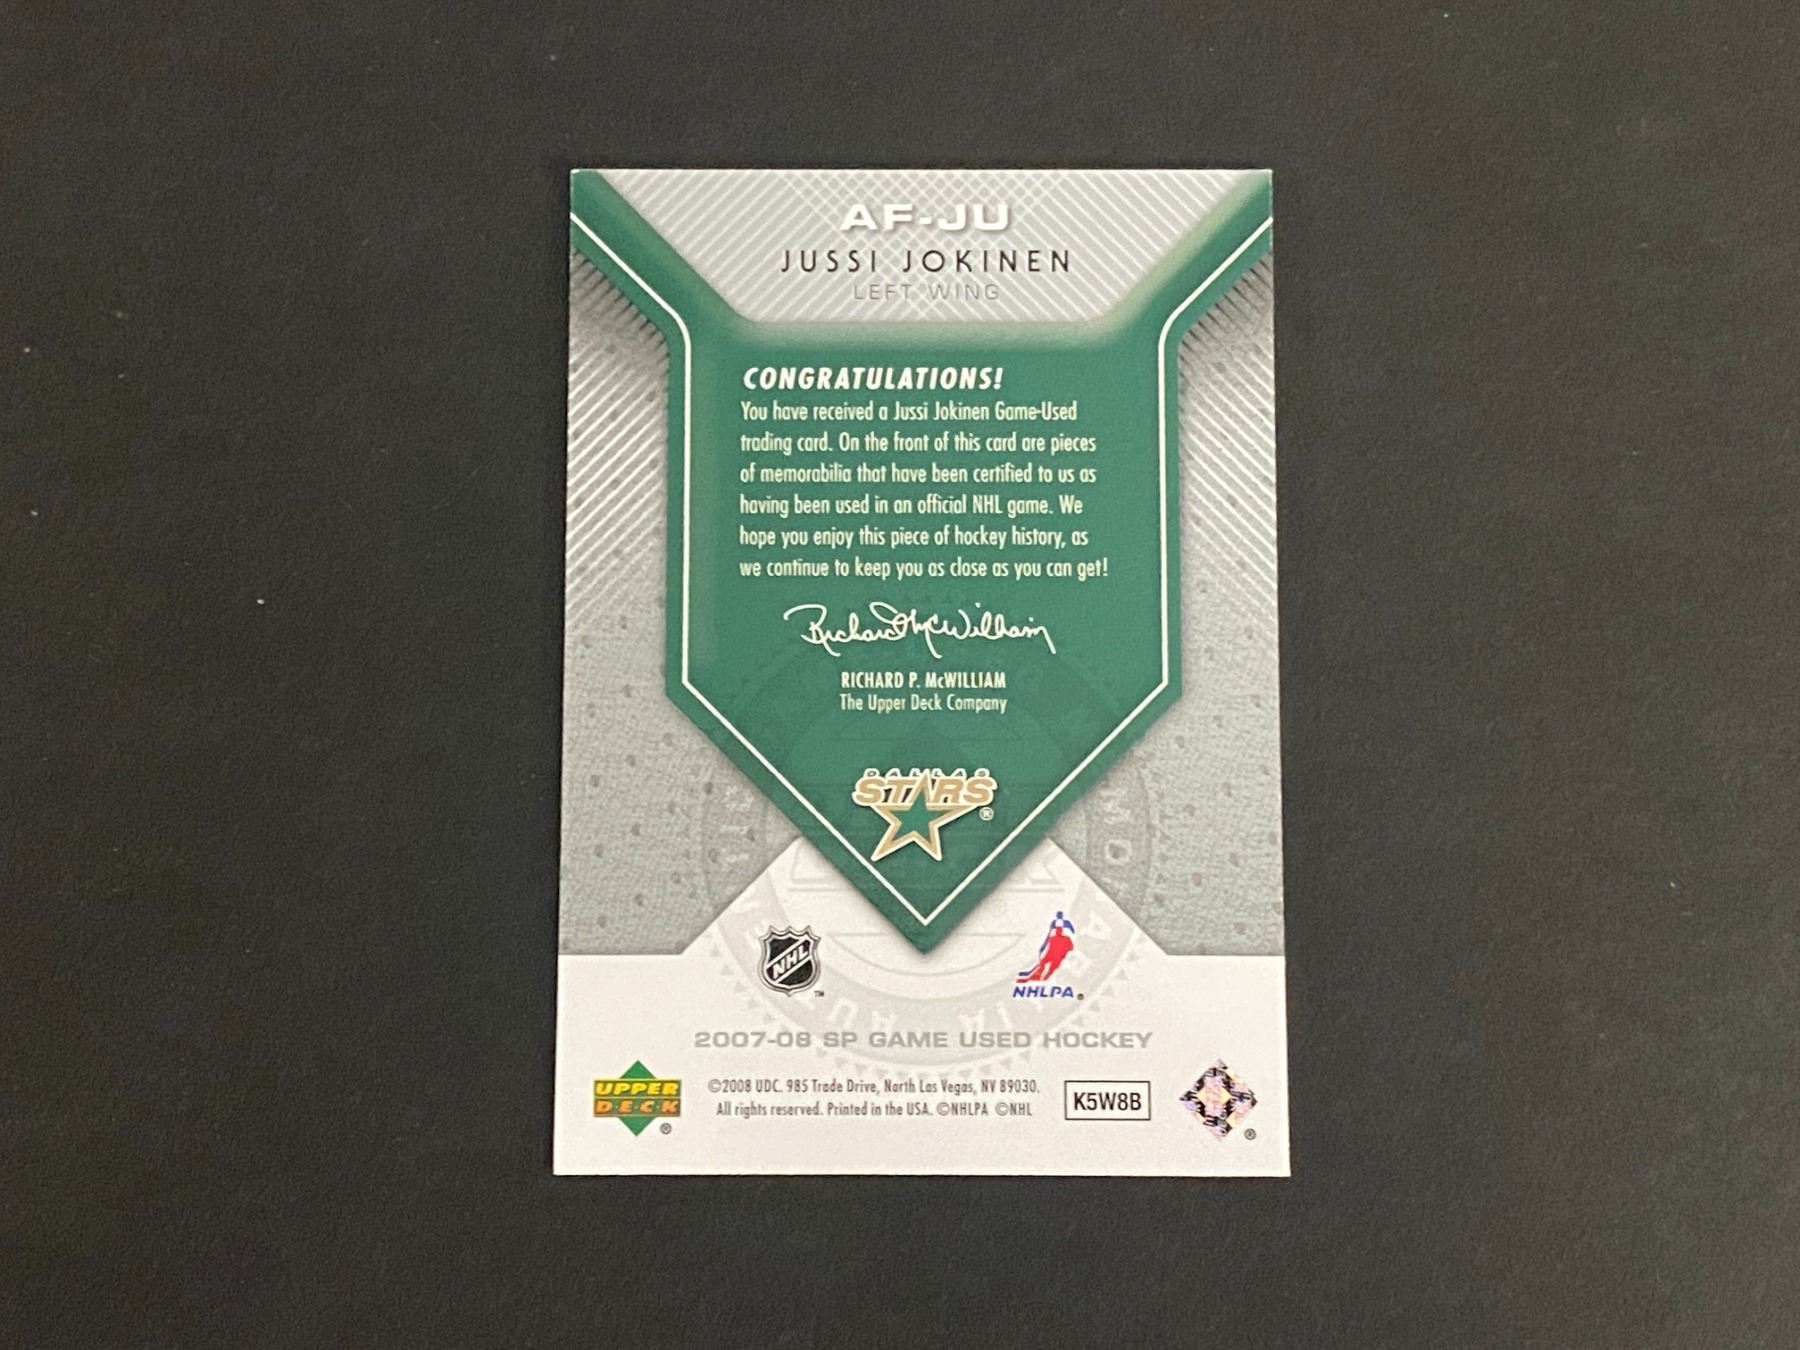 AF-JU
JUSSI JOKINEN
LEFT WING
CONGRATULATIONS!
You have received a Jussi Jokinen Game-Used
trading card. On the front of this card are pieces
of memorabilia that have been certified to us as
having been used in an official NHL game. We
hope you enjoy this piece of hockey history, as
we continue to keep you as close as you can get!
Richard McWilliam
RICHARD P. McWILLIAM
The Upper Deck Company
DALLAS
STARS®
NHL™
NHLPA®
2007-08 SP GAME USED HOCKEY
UPPER
DECK®
©2008 UDC. 985 Trade Drive, North Las Vegas, NV 89030.
All rights reserved. Printed in the USA. ©NHLPA ©NHL
K5W8B
®